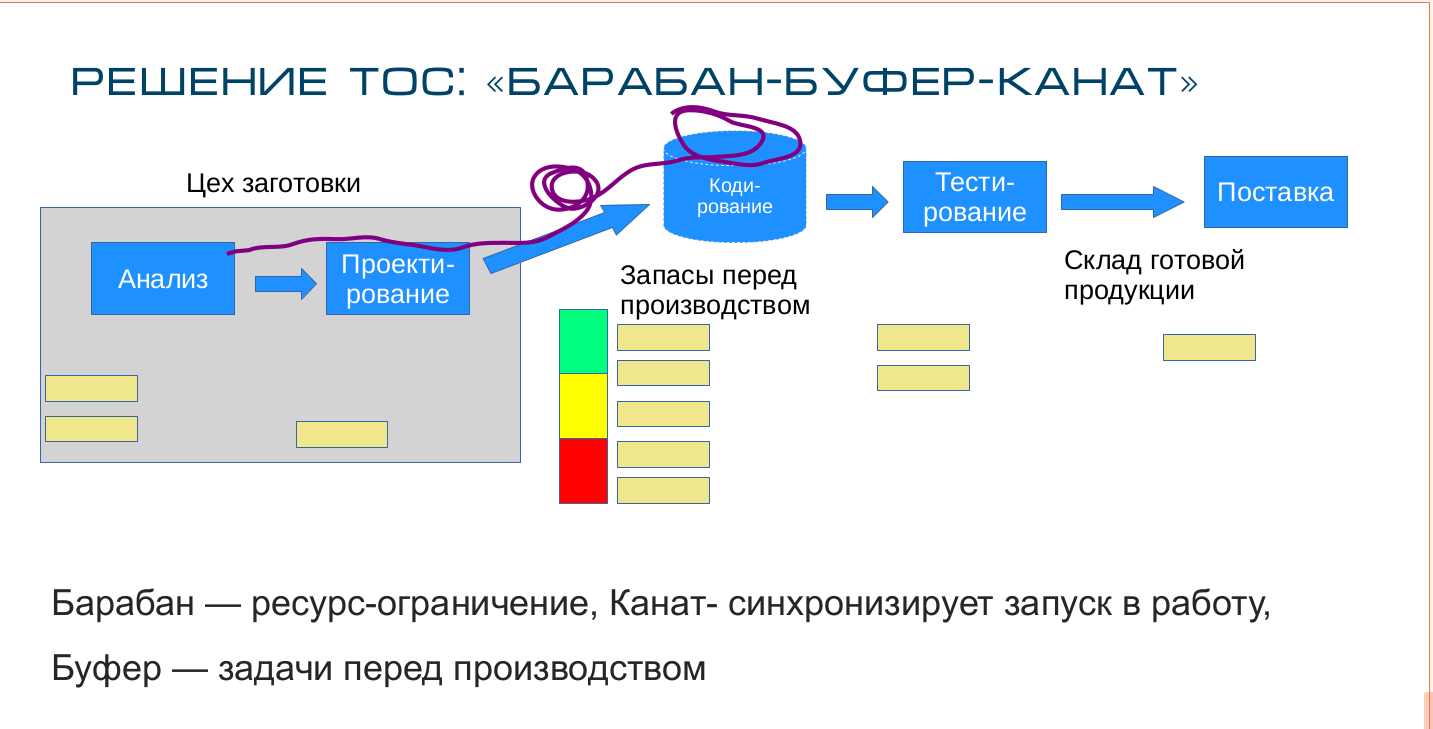 РЕШЕНИЕ ТОС: «БАРАБАН-БУФЕР-КАНАТ»
Цех заготовки
Анализ
Проекти-
рование
Коди-
рование
Тести-
рование
Поставка
Запасы перед
производством
Склад готовой
продукции
Барабан — ресурс-ограничение, Канат- синхронизирует запуск в работу,
Буфер — задачи перед производством